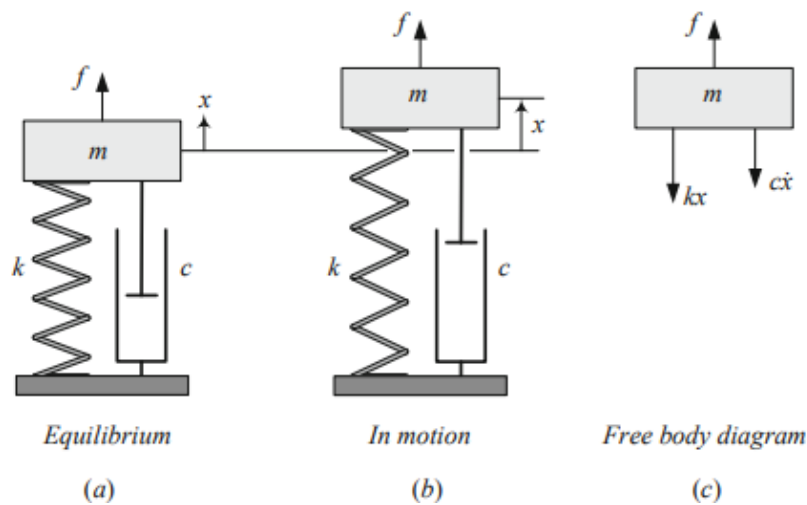 f
x
m
k
c
Equilibrium
(a)
f
m
x
k
c
In motion
(b)
f
m
kx
cẋ
Free body diagram
(c)